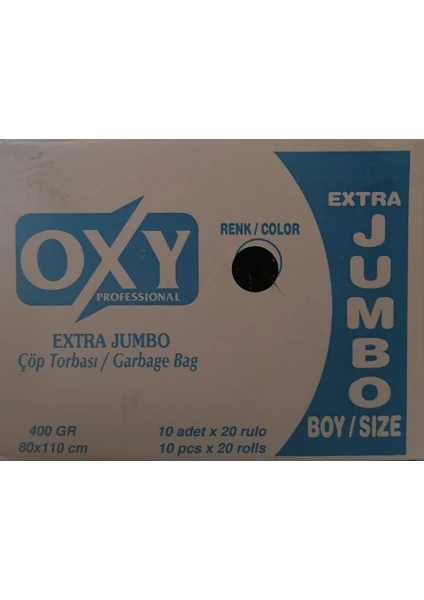 OXY
PROFESSIONAL
EXTRA JUMBO
Çöp Torbası / Garbage Bag
400 GR
80x110 cm
10 adet x 20 rulo
10 pcs x 20 rolls
RENK / COLOR
EXTRA
JUMBO
BOY / SIZE